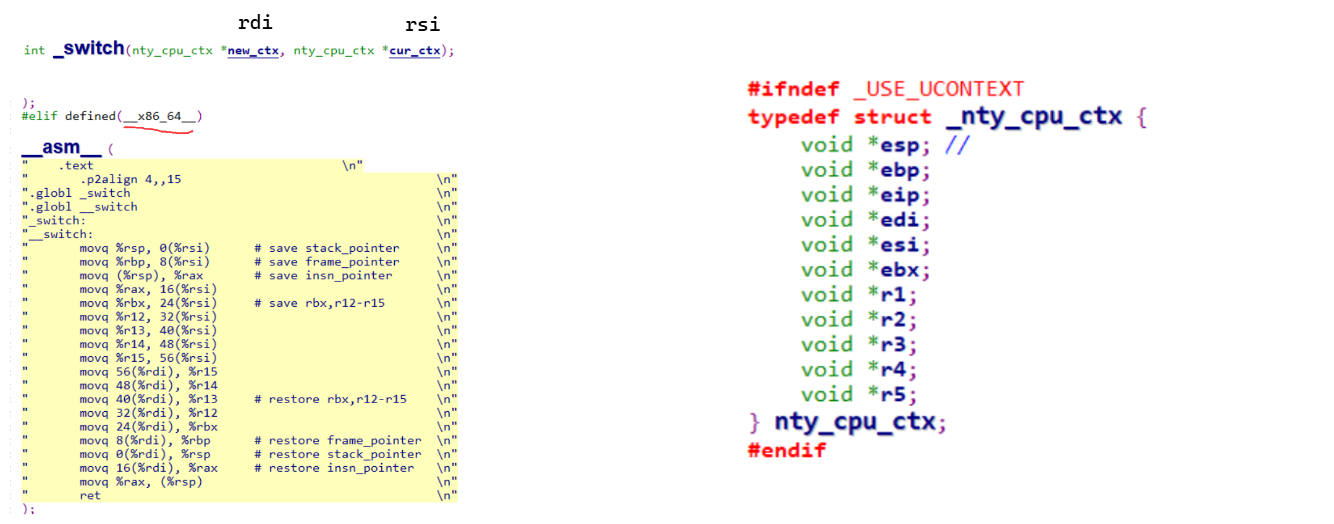 rdi rsi
int _switch(nty_cpu_ctx *new_ctx, nty_cpu_ctx *cur_ctx);
);
#elif defined(__x86_64__)
__asm__ (
"    .text                                  \n"
"       .p2align 4,,15                                   \n"
".globl _switch                                          \n"
".globl __switch                                         \n"
"_switch:                                                \n"
"__switch:                                               \n"
"       movq %rsp, 0(%rsi)      # save stack_pointer     \n"
"       movq %rbp, 8(%rsi)      # save frame_pointer     \n"
"       movq (%rsp), %rax       # save insn_pointer      \n"
"       movq %rax, 16(%rsi)                              \n"
"       movq %rbx, 24(%rsi)     # save rbx,r12-r15       \n"
"       movq %r12, 32(%rsi)                              \n"
"       movq %r13, 40(%rsi)                              \n"
"       movq %r14, 48(%rsi)                              \n"
"       movq %r15, 56(%rsi)                              \n"
"       movq 56(%rdi), %r15                              \n"
"       movq 48(%rdi), %r14                              \n"
"       movq 40(%rdi), %r13     # restore rbx,r12-r15    \n"
"       movq 32(%rdi), %r12                              \n"
"       movq 24(%rdi), %rbx                              \n"
"       movq 8(%rdi), %rbp      # restore frame_pointer  \n"
"       movq 0(%rdi), %rsp      # restore stack_pointer  \n"
"       movq 16(%rdi), %rax     # restore insn_pointer   \n"
"       movq %rax, (%rsp)                                \n"
"       ret                                              \n"
);
#ifndef _USE_UCONTEXT
typedef struct _nty_cpu_ctx {
    void *esp; //
    void *ebp;
    void *eip;
    void *edi;
    void *esi;
    void *ebx;
    void *r1;
    void *r2;
    void *r3;
    void *r4;
    void *r5;
} nty_cpu_ctx;
#endif